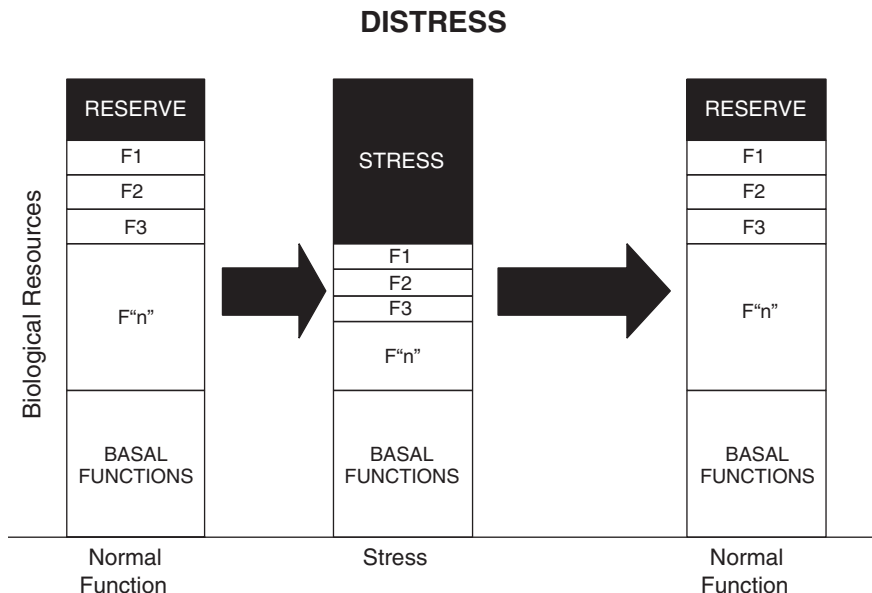 DISTRESS
Biological Resources
RESERVE
F1
F2
F3
F“n”
BASAL
FUNCTIONS
Normal
Function
STRESS
F1
F2
F3
F“n”
BASAL
FUNCTIONS
Stress
RESERVE
F1
F2
F3
F“n”
BASAL
FUNCTIONS
Normal
Function